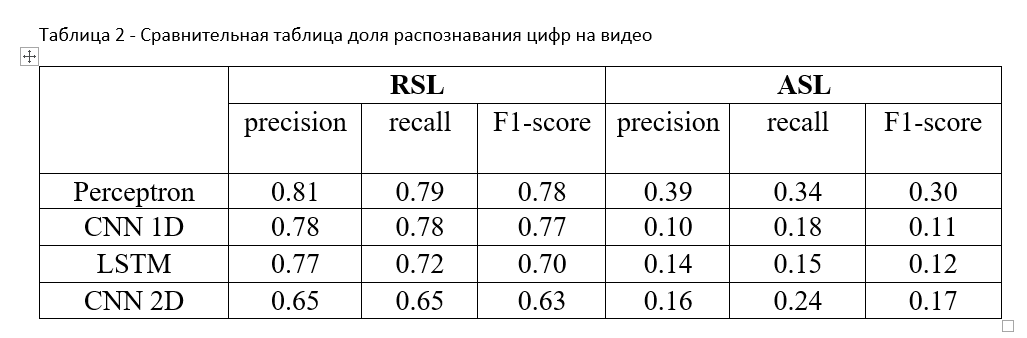 Таблица 2 - Сравнительная таблица доля распознавания цифр на видео
RSL ASL
precision recall F1-score precision recall F1-score
Perceptron 0.81 0.79 0.78 0.39 0.34 0.30
CNN 1D 0.78 0.78 0.77 0.10 0.18 0.11
LSTM 0.77 0.72 0.70 0.14 0.15 0.12
CNN 2D 0.65 0.65 0.63 0.16 0.24 0.17